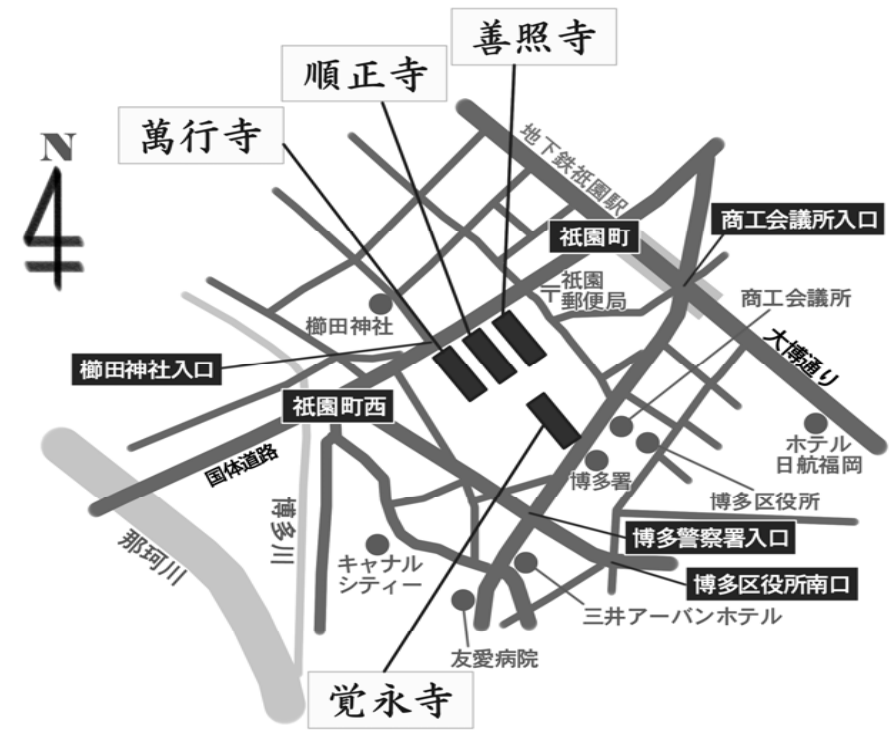 善照寺
順正寺
萬行寺
N
地下鉄祇園駅
商工会議所入口
祇園町
祇園
郵便局
商工会議所
櫛田神社
大博通り
櫛田神社入口
祇園町西
ホテル
日航福岡
国体道路
博多署
博多区役所
博多川
那珂川
博多警察署入口
キャナル
シティー
博多区役所南口
三井アーバンホテル
友愛病院
覚永寺